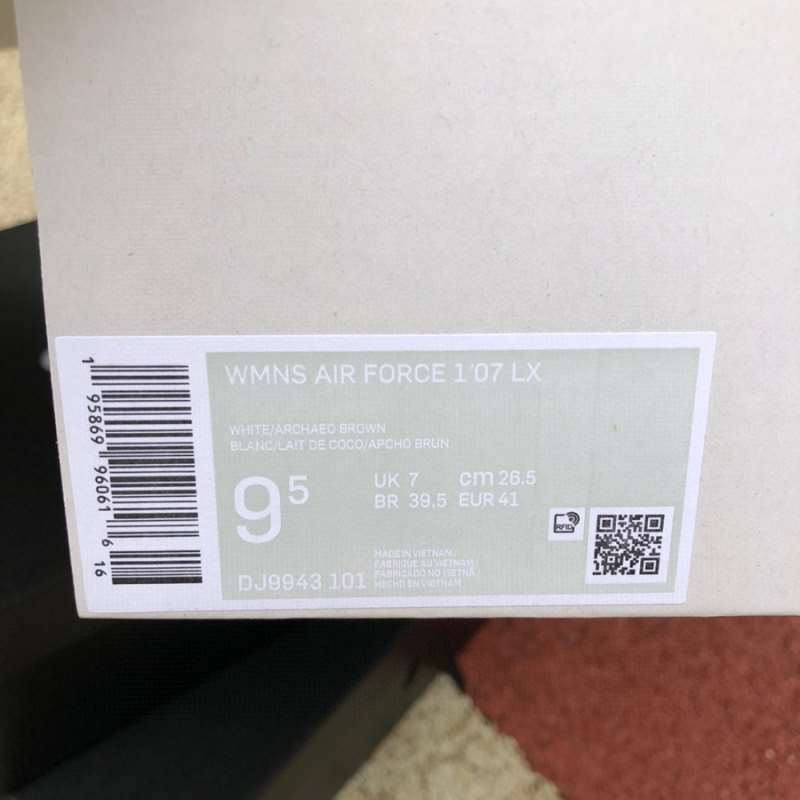 WMNS AIR FORCE 1'07 LX
WHITE/ARCHAEO BROWN
BLANC/LAIT DE COCO/APCHO BRUN
9 5
UK 7 cm 26.5
BR 39.5 EUR 41
RFID
DJ9943 101
MADE IN VIETNAM /
FABRIQUE AU VIETNAM /
FABRICADO NO VIETNÃ /
HECHO EN VIETNAM
1 95869 96061 6 16